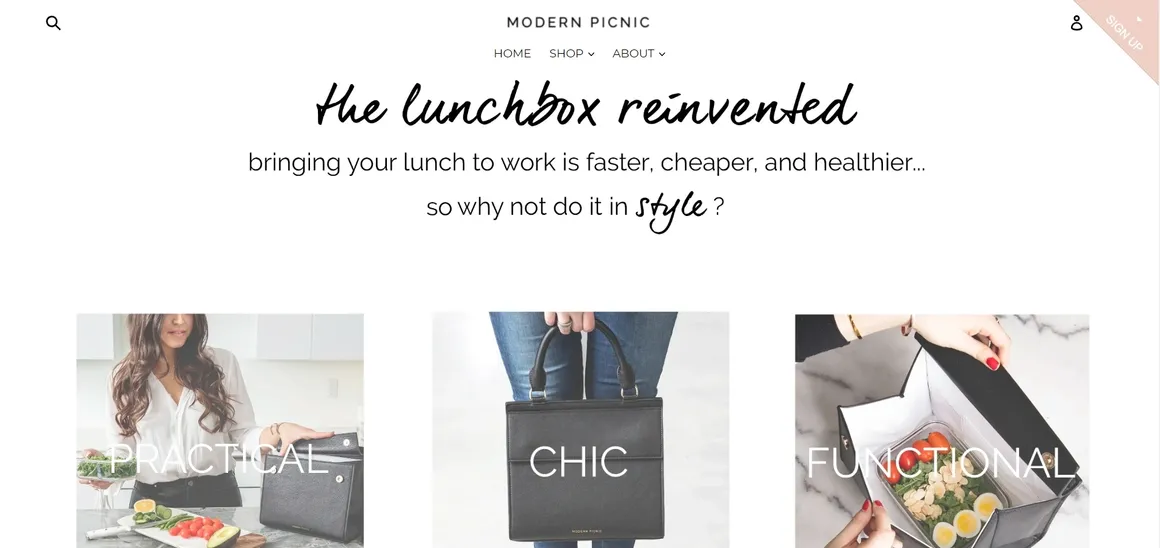 MODERN PICNIC
SIGN UP
HOME SHOP ABOUT
the lunchbox reinvented
bringing your lunch to work is faster, cheaper, and healthier...
so why not do it in style ?
PRACTICAL
CHIC
FUNCTIONAL
MODERN PICNIC